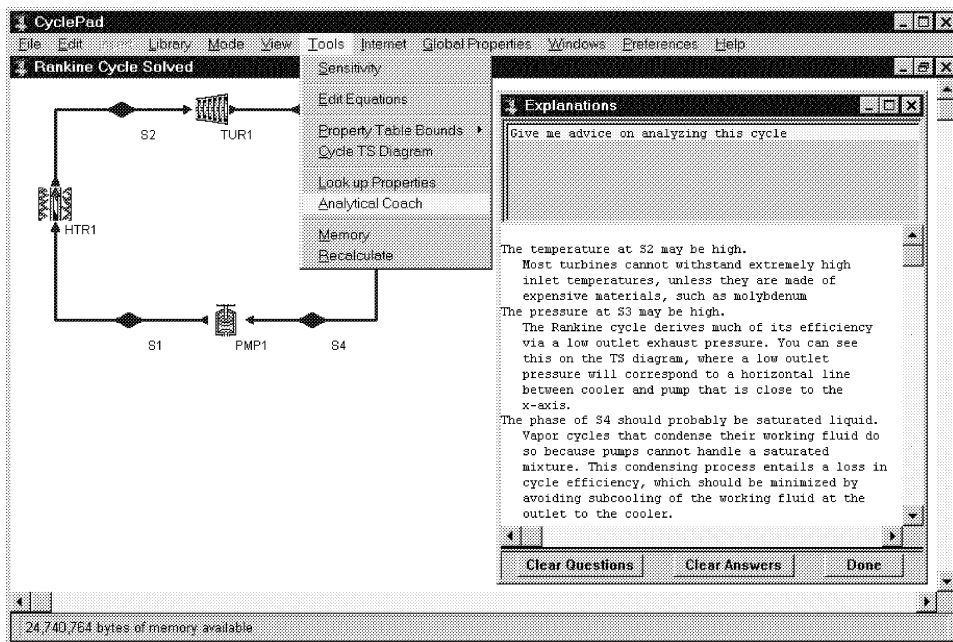 CyclePad
File Edit Insert Library Mode View Tools Internet Global Properties Windows Preferences Help
Rankine Cycle Solved
Sensitivity
Edit Equations
Property Table Bounds
Cycle TS Diagram
Look up Properties
Analytical Coach
Memory
Recalculate
S2
TUR1
HTR1
S1
PMP1
S4
Explanations
Give me advice on analyzing this cycle
The temperature at S2 may be high.
Most turbines cannot withstand extremely high
inlet temperatures, unless they are made of
expensive materials, such as molybdenum
The pressure at S3 may be high.
The Rankine cycle derives much of its efficiency
via a low outlet exhaust pressure. You can see
this on the TS diagram, where a low outlet
pressure will correspond to a horizontal line
between cooler and pump that is close to the
x-axis.
The phase of S4 should probably be saturated liquid.
Vapor cycles that condense their working fluid do
so because pumps cannot handle a saturated
mixture. This condensing process entails a loss in
cycle efficiency, which should be minimized by
avoiding subcooling of the working fluid at the
outlet to the cooler.
Clear Questions Clear Answers Done
24,740,764 bytes of memory available